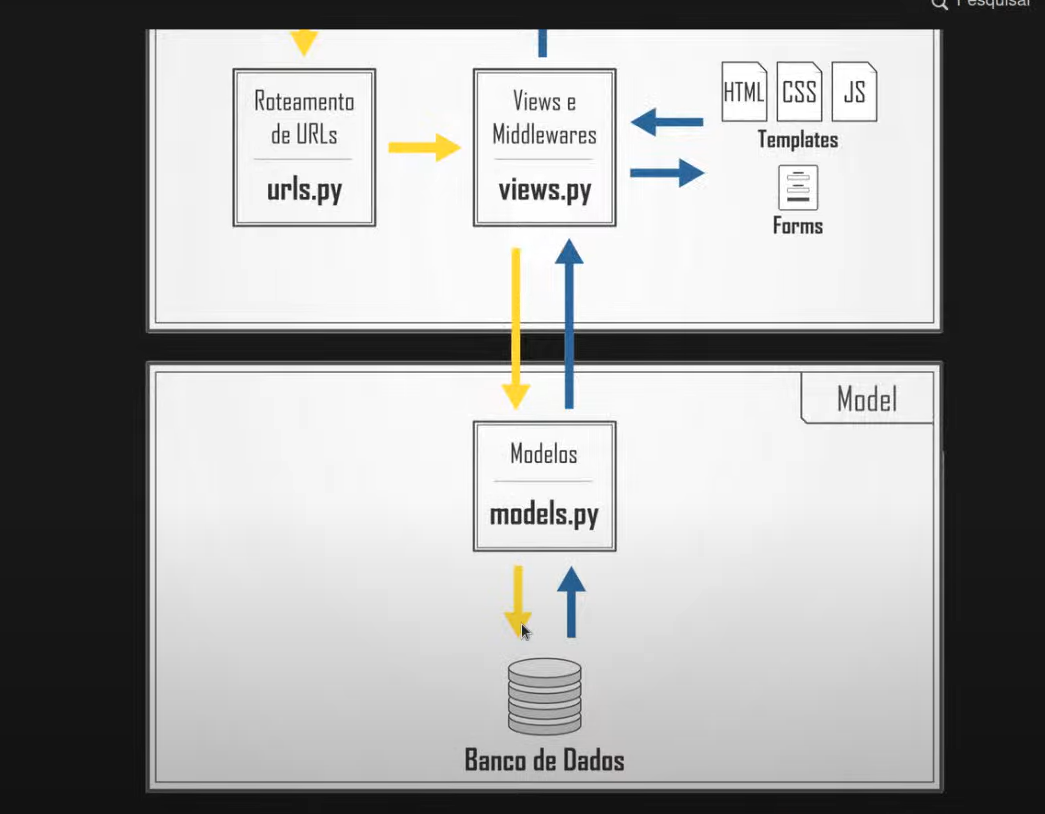 Pesquisar
Roteamento
de URLs
urls.py
Views e
Middlewares
views.py
HTML CSS JS
Templates
Forms
Model
Modelos
models.py
Banco de Dados